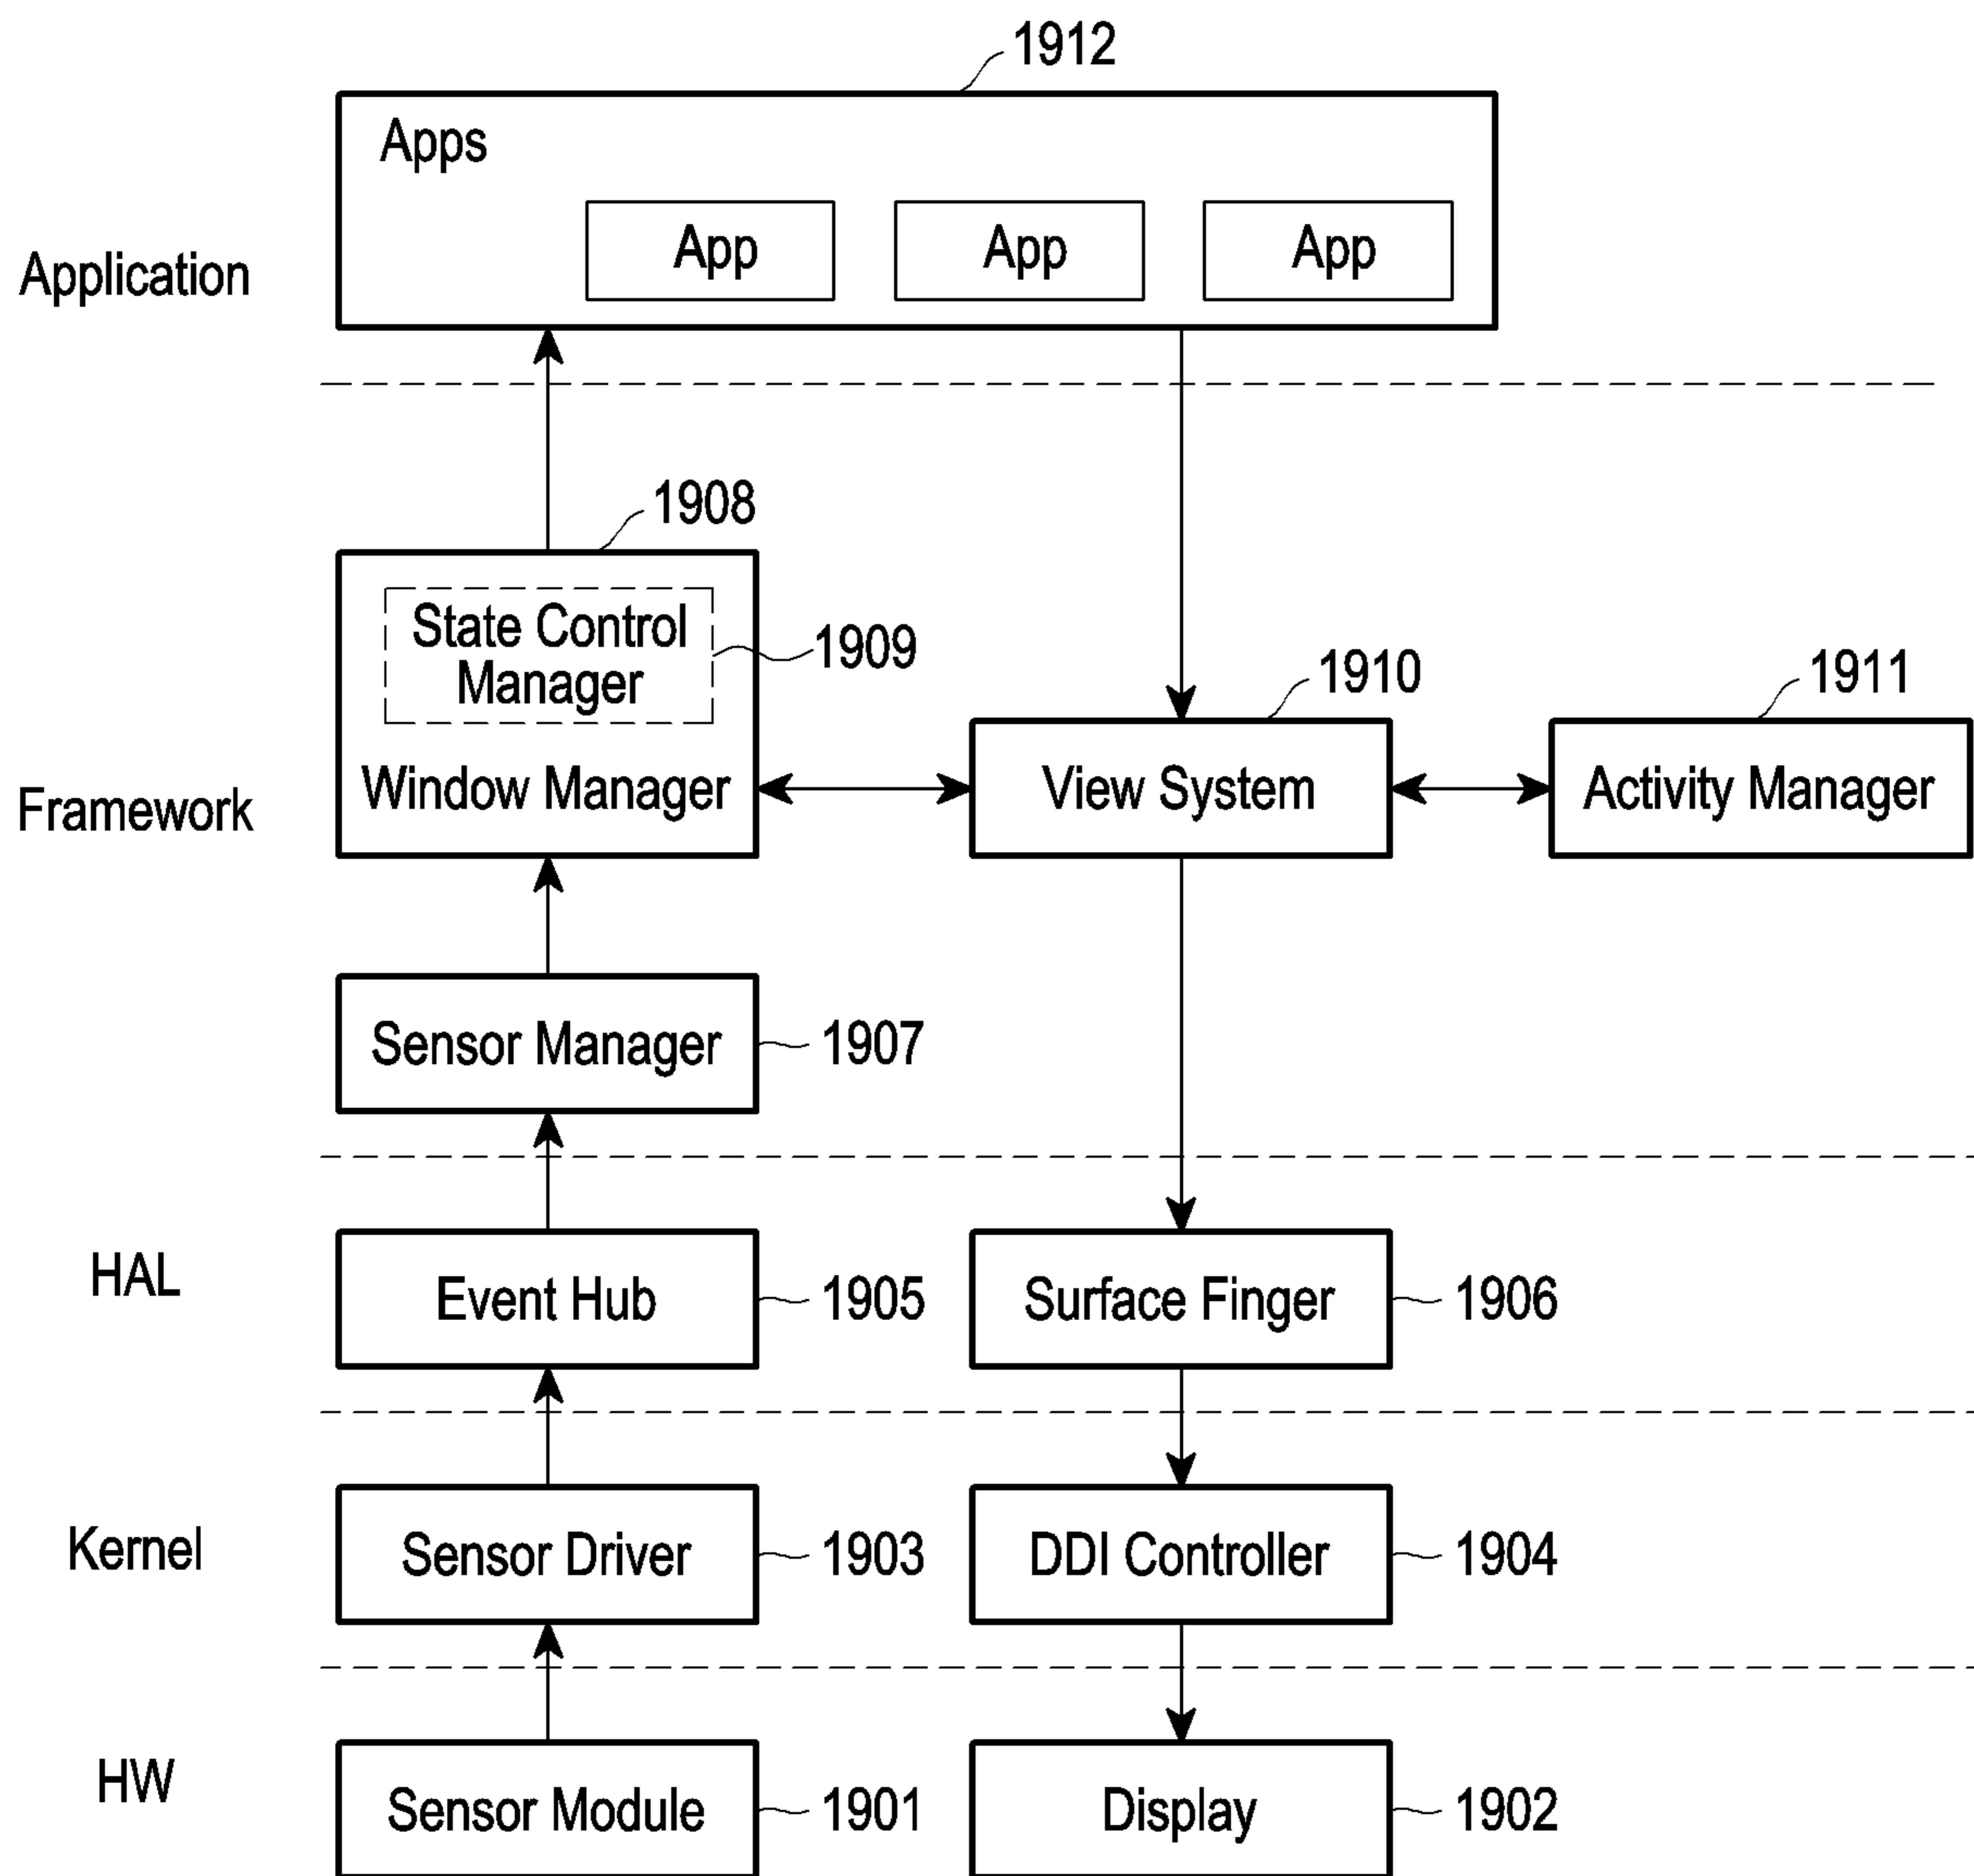 1912
Apps
App App App
Application
1908
State Control
Manager
1909
1910
1911
Window Manager
View System
Activity Manager
Framework
Sensor Manager
1907
HAL
Event Hub
1905
Surface Finger
1906
Kernel
Sensor Driver
1903
DDI Controller
1904
HW
Sensor Module
1901
Display
1902